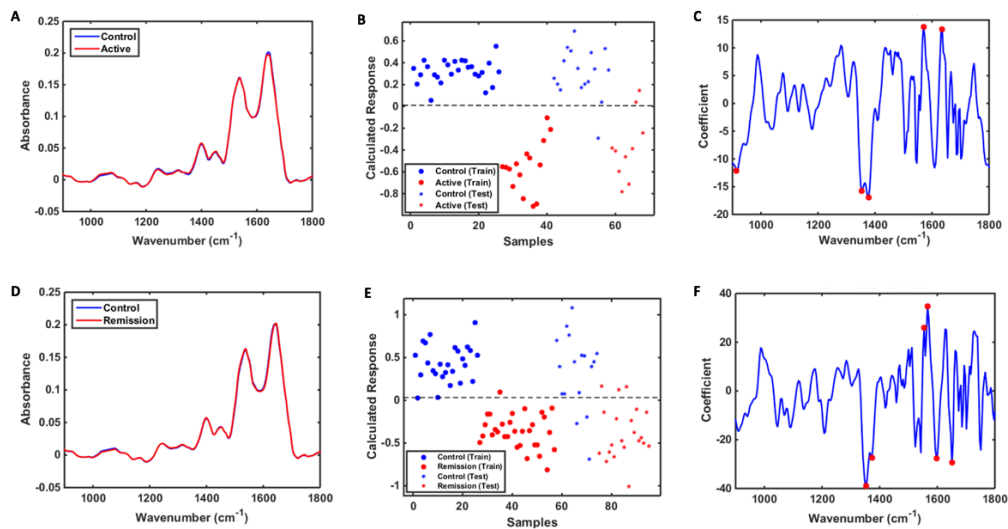 A
0.25
0.2
0.15
0.1
0.05
0
-0.05
Absorbance
Control
Active
1000
1200
1400
1600
1800
Wavenumber (cm-1)
B
0.6
0.4
0.2
0
-0.2
-0.4
-0.6
-0.8
Calculated Response
Control (Train)
Active (Train)
Control (Test)
Active (Test)
0
20
40
60
Samples
C
15
10
5
0
-5
-10
-15
-20
Coefficient
1000
1200
1400
1600
1800
Wavenumber (cm-1)
D
0.25
0.2
0.15
0.1
0.05
0
-0.05
Absorbance
Control
Remission
1000
1200
1400
1600
1800
Wavenumber (cm-1)
E
1
0.5
0
-0.5
-1
Calculated Response
Control (Train)
Remission (Train)
Control (Test)
Remission (Test)
0
20
40
60
80
Samples
F
40
20
0
-20
-40
Coefficient
1000
1200
1400
1600
1800
Wavenumber (cm-1)